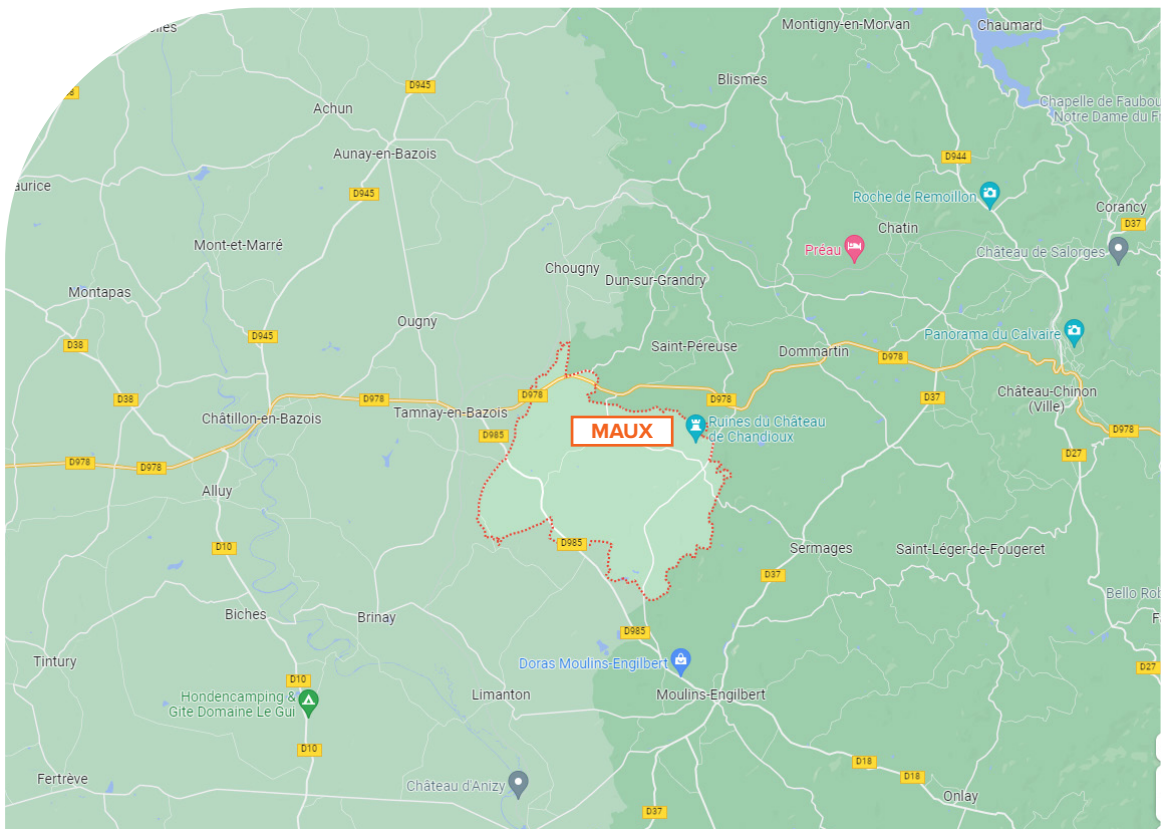 Montigny-en-Morvan
Chaumard
Blismes
D945
Achun
Chapelle de Faubou
Notre Dame du F
Aunay-en-Bazois
D944
aurice
D945
Roche de Remoillon
Corancy
D37
Chatin
Mont-et-Marré
Préau
Château de Salorges
Chougny
Dun-sur-Grandry
Montapas
Ougny
D945
Panorama du Calvaire
D38
Saint-Péreuse
Dommartin
D978
D38
D978
D978
D978
D37
Château-Chinon
(Ville)
Châtillon-en-Bazois
Tamnay-en-Bazois
Ruines du Château
de Chandioux
MAUX
D985
D978
D27
D978
D978
Alluy
D10
D985
Sermages
Saint-Léger-de-Fougeret
D37
Bello Rob
Biches
Brinay
F
D985
Tintury
Doras Moulins-Engilbert
D27
D10
Hondencamping &
Gite Domaine Le Gui
Limanton
Moulins-Engilbert
D10
D18
D18
Fertrève
Château d'Anizy
Onlay
D37